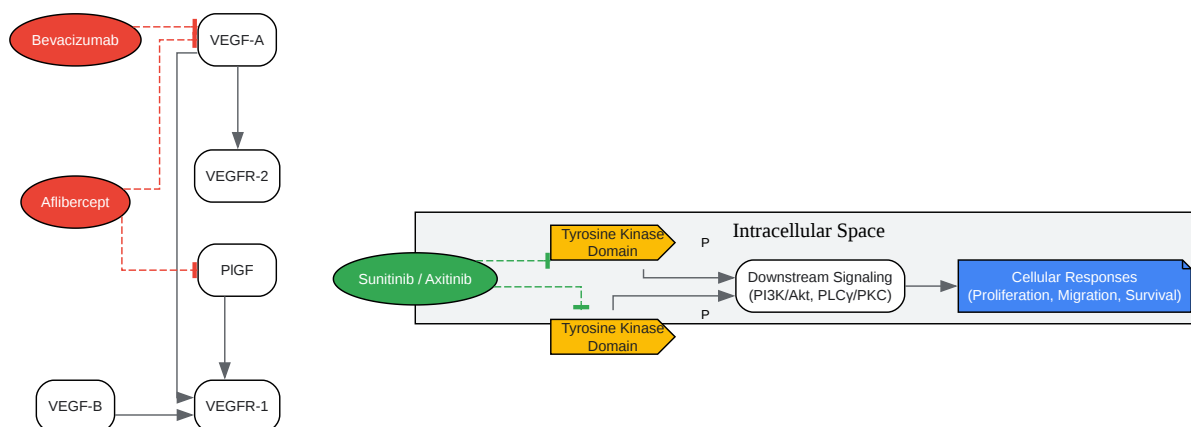 Bevacizumab
VEGF-A
VEGFR-2
Aflibercept
PlGF
VEGF-B
VEGFR-1
Intracellular Space
Tyrosine Kinase
Domain
P
Sunitinib / Axitinib
Downstream Signaling
(PI3K/Akt, PLCγ/PKC)
Cellular Responses
(Proliferation, Migration, Survival)
P
Tyrosine Kinase
Domain